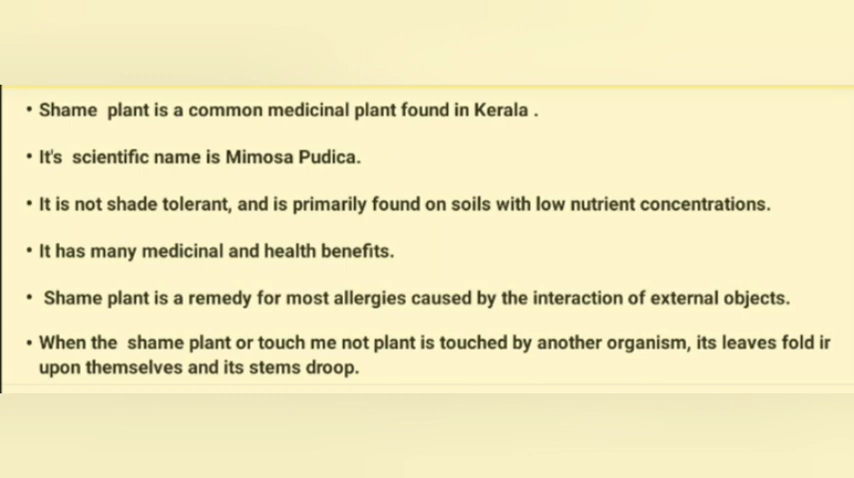 • Shame plant is a common medicinal plant found in Kerala .
• It's scientific name is Mimosa Pudica.
• It is not shade tolerant, and is primarily found on soils with low nutrient concentrations.
• It has many medicinal and health benefits.
• Shame plant is a remedy for most allergies caused by the interaction of external objects.
• When the shame plant or touch me not plant is touched by another organism, its leaves fold
upon themselves and its stems droop.